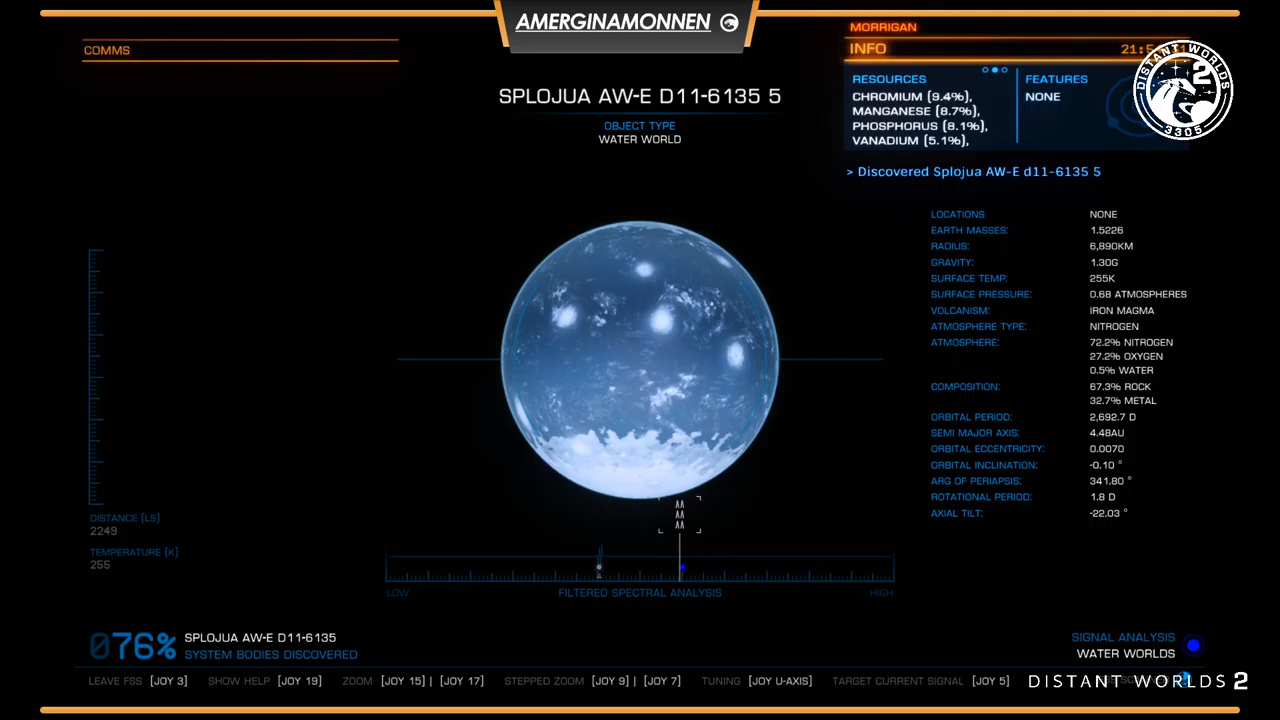 AMERGINAMONNEN
COMMS
MORRIGAN
INFO
RESOURCES
CHROMIUM (9.4%),
MANGANESE (8.7%),
PHOSPHORUS (8.1%),
VANADIUM (5.1%),
FEATURES
NONE
DISTANT WORLDS
2
3305
SPLOJUA AW-E D11-6135 5
OBJECT TYPE
WATER WORLD
> Discovered Splojua AW-E d11-6135 5
LOCATIONS NONE
EARTH MASSES: 1.5226
RADIUS: 6,890KM
GRAVITY: 1.30G
SURFACE TEMP: 255K
SURFACE PRESSURE: 0.68 ATMOSPHERES
VOLCANISM: IRON MAGMA
ATMOSPHERE TYPE: NITROGEN
ATMOSPHERE: 72.2% NITROGEN
27.2% OXYGEN
0.5% WATER
COMPOSITION: 67.3% ROCK
32.7% METAL
ORBITAL PERIOD: 2,692.7 D
SEMI MAJOR AXIS: 4.48AU
ORBITAL ECCENTRICITY: 0.0070
ORBITAL INCLINATION: -0.10 °
ARG OF PERIAPSIS: 341.80 °
ROTATIONAL PERIOD: 1.8 D
AXIAL TILT: -22.03 °
DISTANCE (LS)
2249
TEMPERATURE (K)
255
LOW FILTERED SPECTRAL ANALYSIS HIGH
076% SPLOJUA AW-E D11-6135
SYSTEM BODIES DISCOVERED
SIGNAL ANALYSIS
WATER WORLDS
LEAVE FSS [JOY 3] SHOW HELP [JOY 19] ZOOM [JOY 15] | [JOY 17] STEPPED ZOOM [JOY 9] | [JOY 7] TUNING [JOY U-AXIS] TARGET CURRENT SIGNAL [JOY 5]
DISTANT WORLDS 2